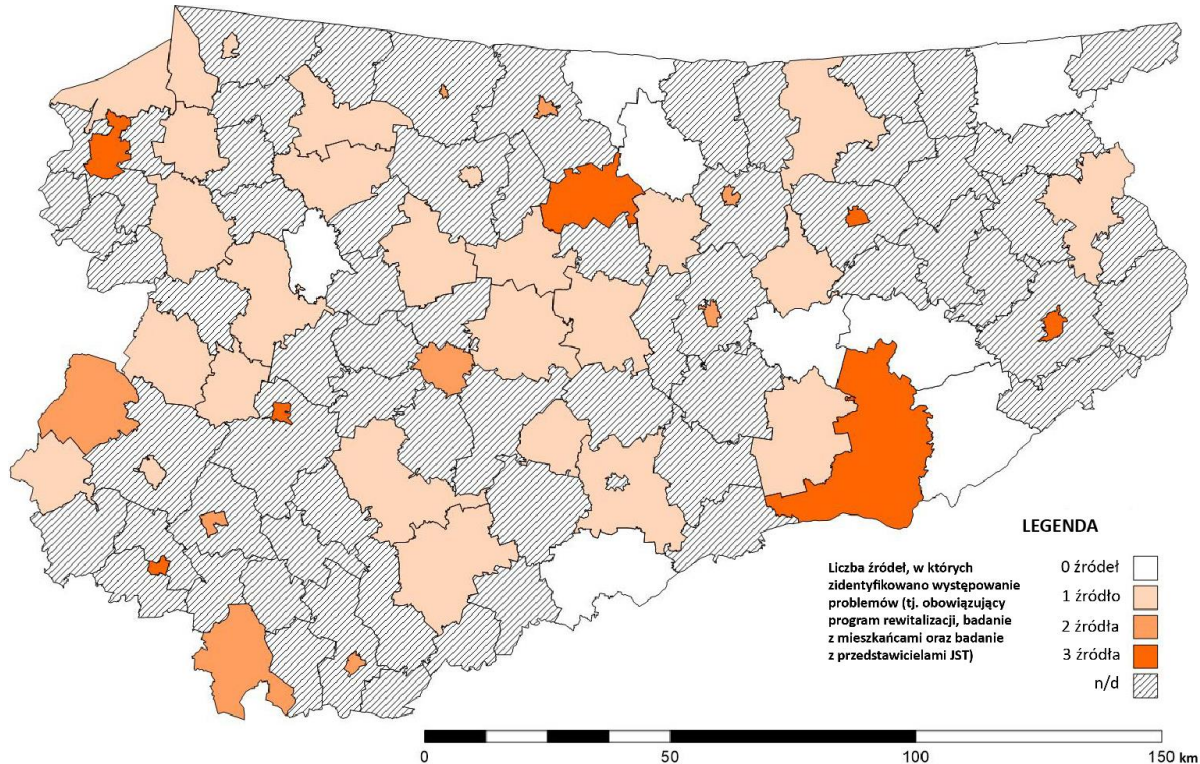 LEGENDA
Liczba źródeł, w których
zidentyfikowano występowanie
problemów (tj. obowiązujący
program rewitalizacji, badanie
z mieszkańcami oraz badanie
z przedstawicielami JST)
0 źródeł
1 źródło
2 źródła
3 źródła
n/d
0 50 100 150 km